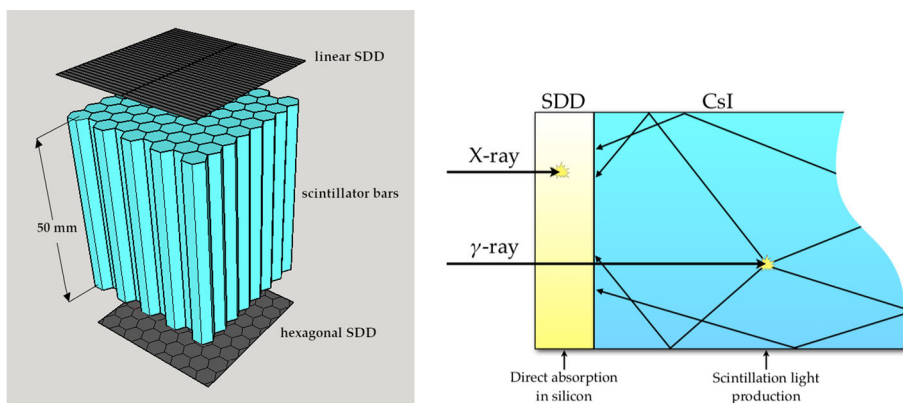 linear SDD
scintillator bars
50 mm
hexagonal SDD
SDD
CsI
X-ray
γ-ray
Direct absorption
in silicon
Scintillation light
production